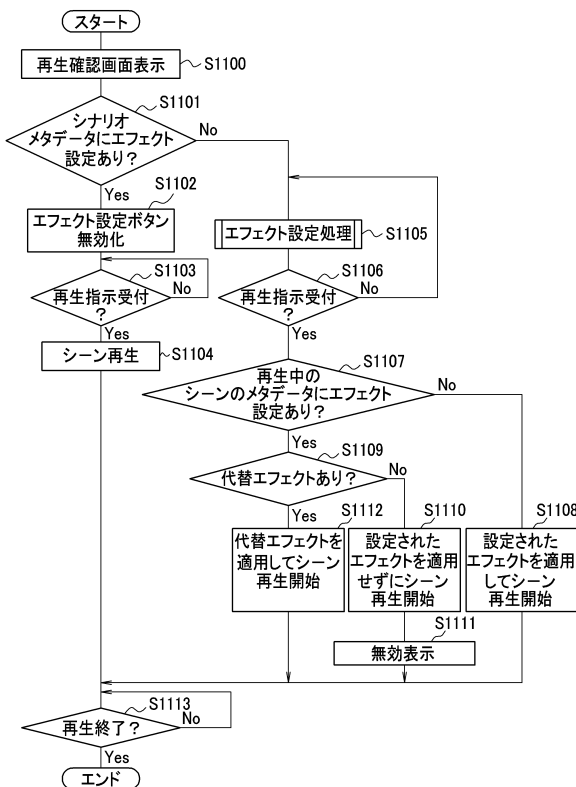 スタート
再生確認画面表示
S1100
S1101
シナリオ
メタデータにエフェクト
設定あり？
No
Yes
S1102
エフェクト設定ボタン
無効化
S1103
再生指示受付
？
No
Yes
シーン再生
S1104
エフェクト設定処理
S1105
S1106
再生指示受付
？
No
Yes
S1107
再生中の
シーンのメタデータにエフェクト
設定あり？
No
Yes
S1109
代替エフェクトあり？
No
Yes
S1112
代替エフェクトを
適用してシーン
再生開始
S1110
設定された
エフェクトを適用
せずにシーン
再生開始
S1108
設定された
エフェクトを適用
してシーン
再生開始
S1111
無効表示
S1113
再生終了？
No
Yes
エンド